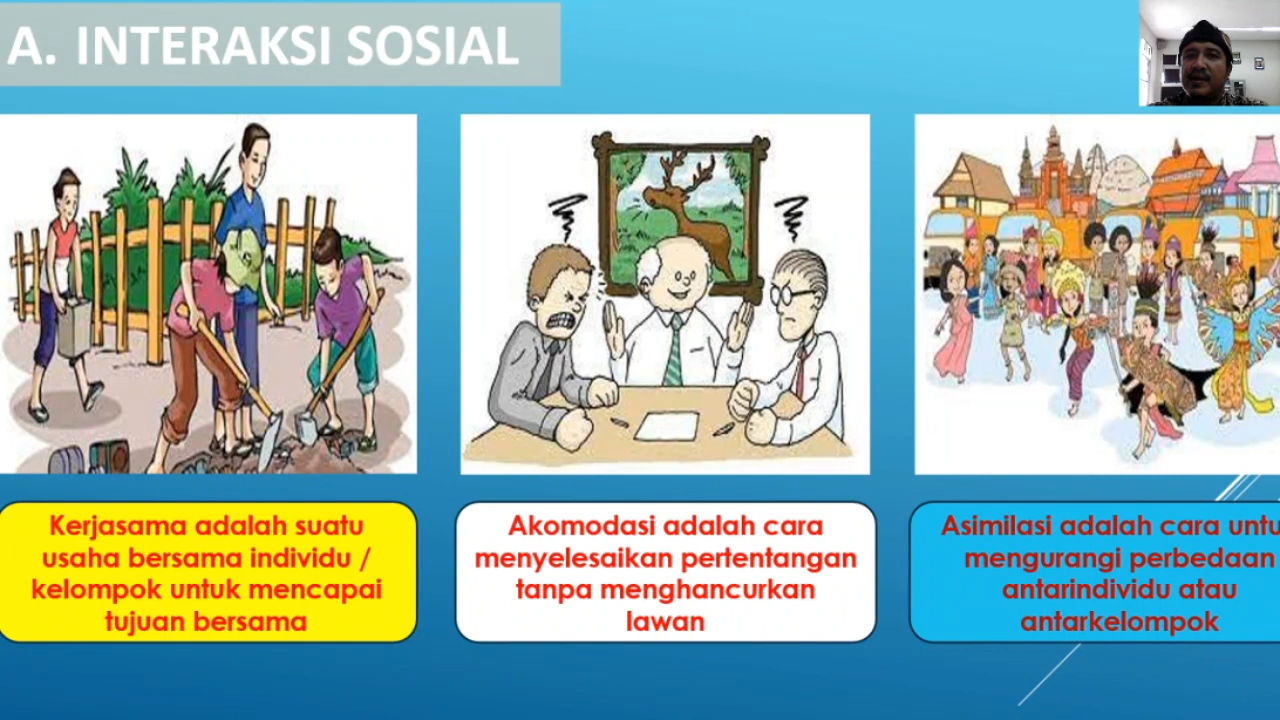 A. INTERAKSI SOSIAL
Kerjasama adalah suatu
usaha bersama individu /
kelompok untuk mencapai
tujuan bersama
Akomodasi adalah cara
menyelesaikan pertentangan
tanpa menghancurkan
lawan
Asimilasi adalah cara untu
mengurangi perbedaan
antarindividu atau
antarkelompok